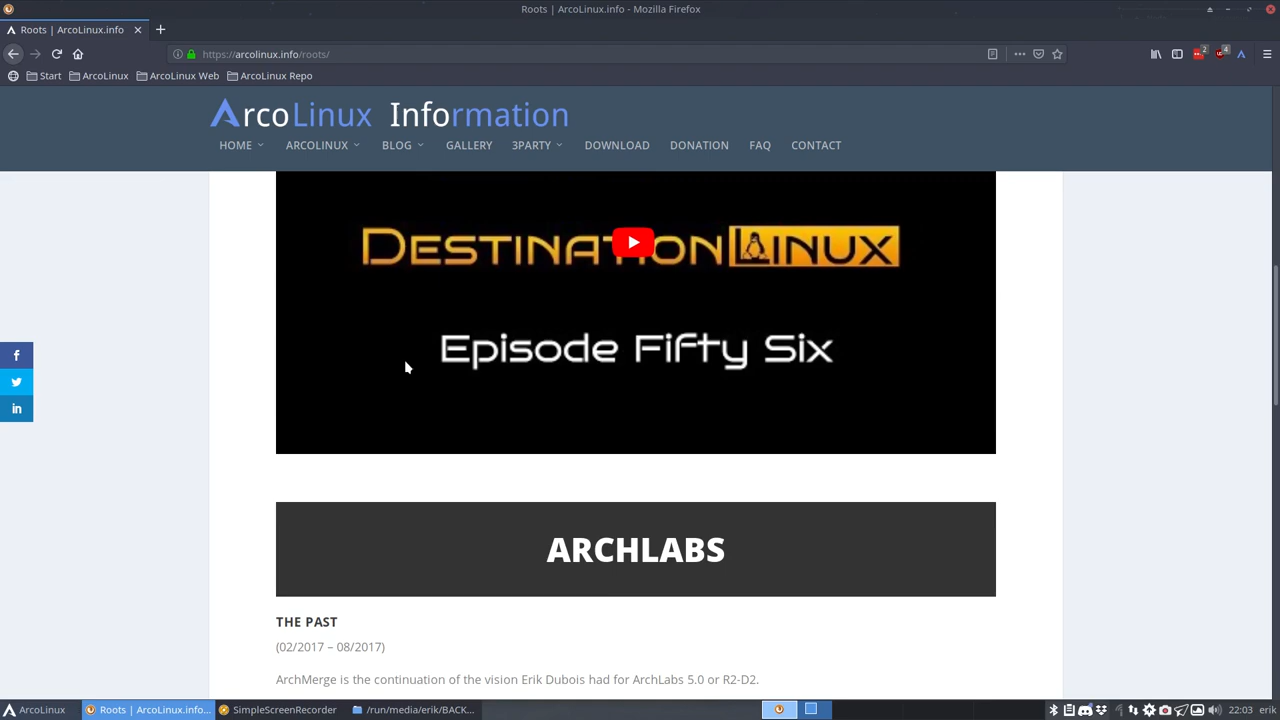 Roots | ArcoLinux.info - Mozilla Firefox
Roots | ArcoLinux.info
https://arcolinux.info/roots/
2
4
Start
ArcoLinux
ArcoLinux Web
ArcoLinux Repo
ArcoLinux Information
HOME
ARCOLINUX
BLOG
GALLERY
3PARTY
DOWNLOAD
DONATION
FAQ
CONTACT
DESTINATION LINUX
Episode Fifty Six
ARCHLABS
THE PAST
(02/2017 – 08/2017)
ArchMerge is the continuation of the vision Erik Dubois had for ArchLabs 5.0 or R2-D2.
ArcoLinux
Roots | ArcoLinux.info...
SimpleScreenRecorder
/run/media/erik/BACK...
22:03
erik